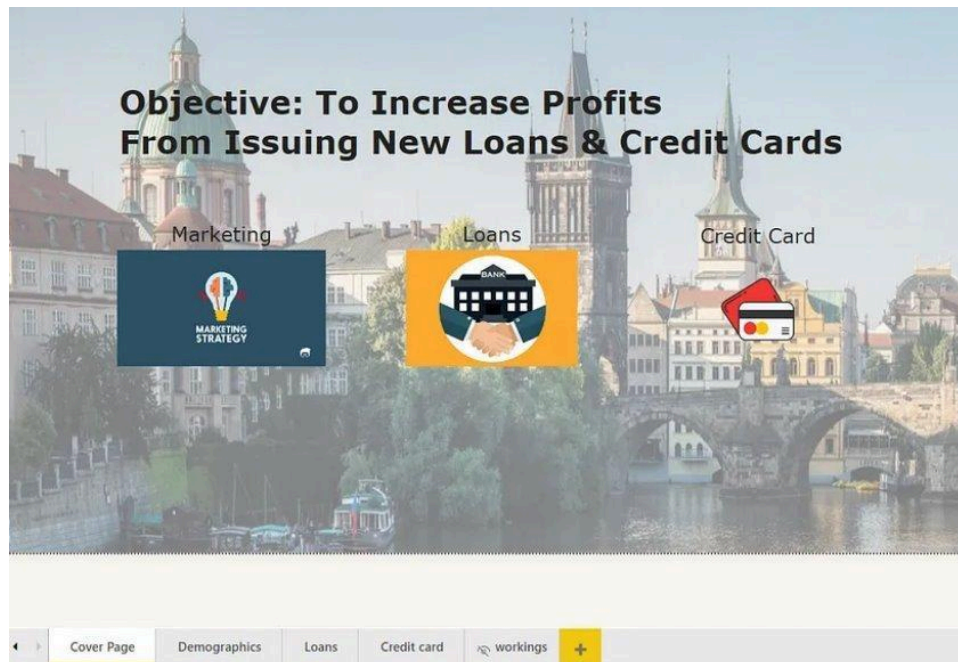 Objective: To Increase Profits
From Issuing New Loans & Credit Cards
Marketing
Loans
Credit Card
MARKETING
STRATEGY
BANK
Cover Page
Demographics
Loans
Credit card
workings
+